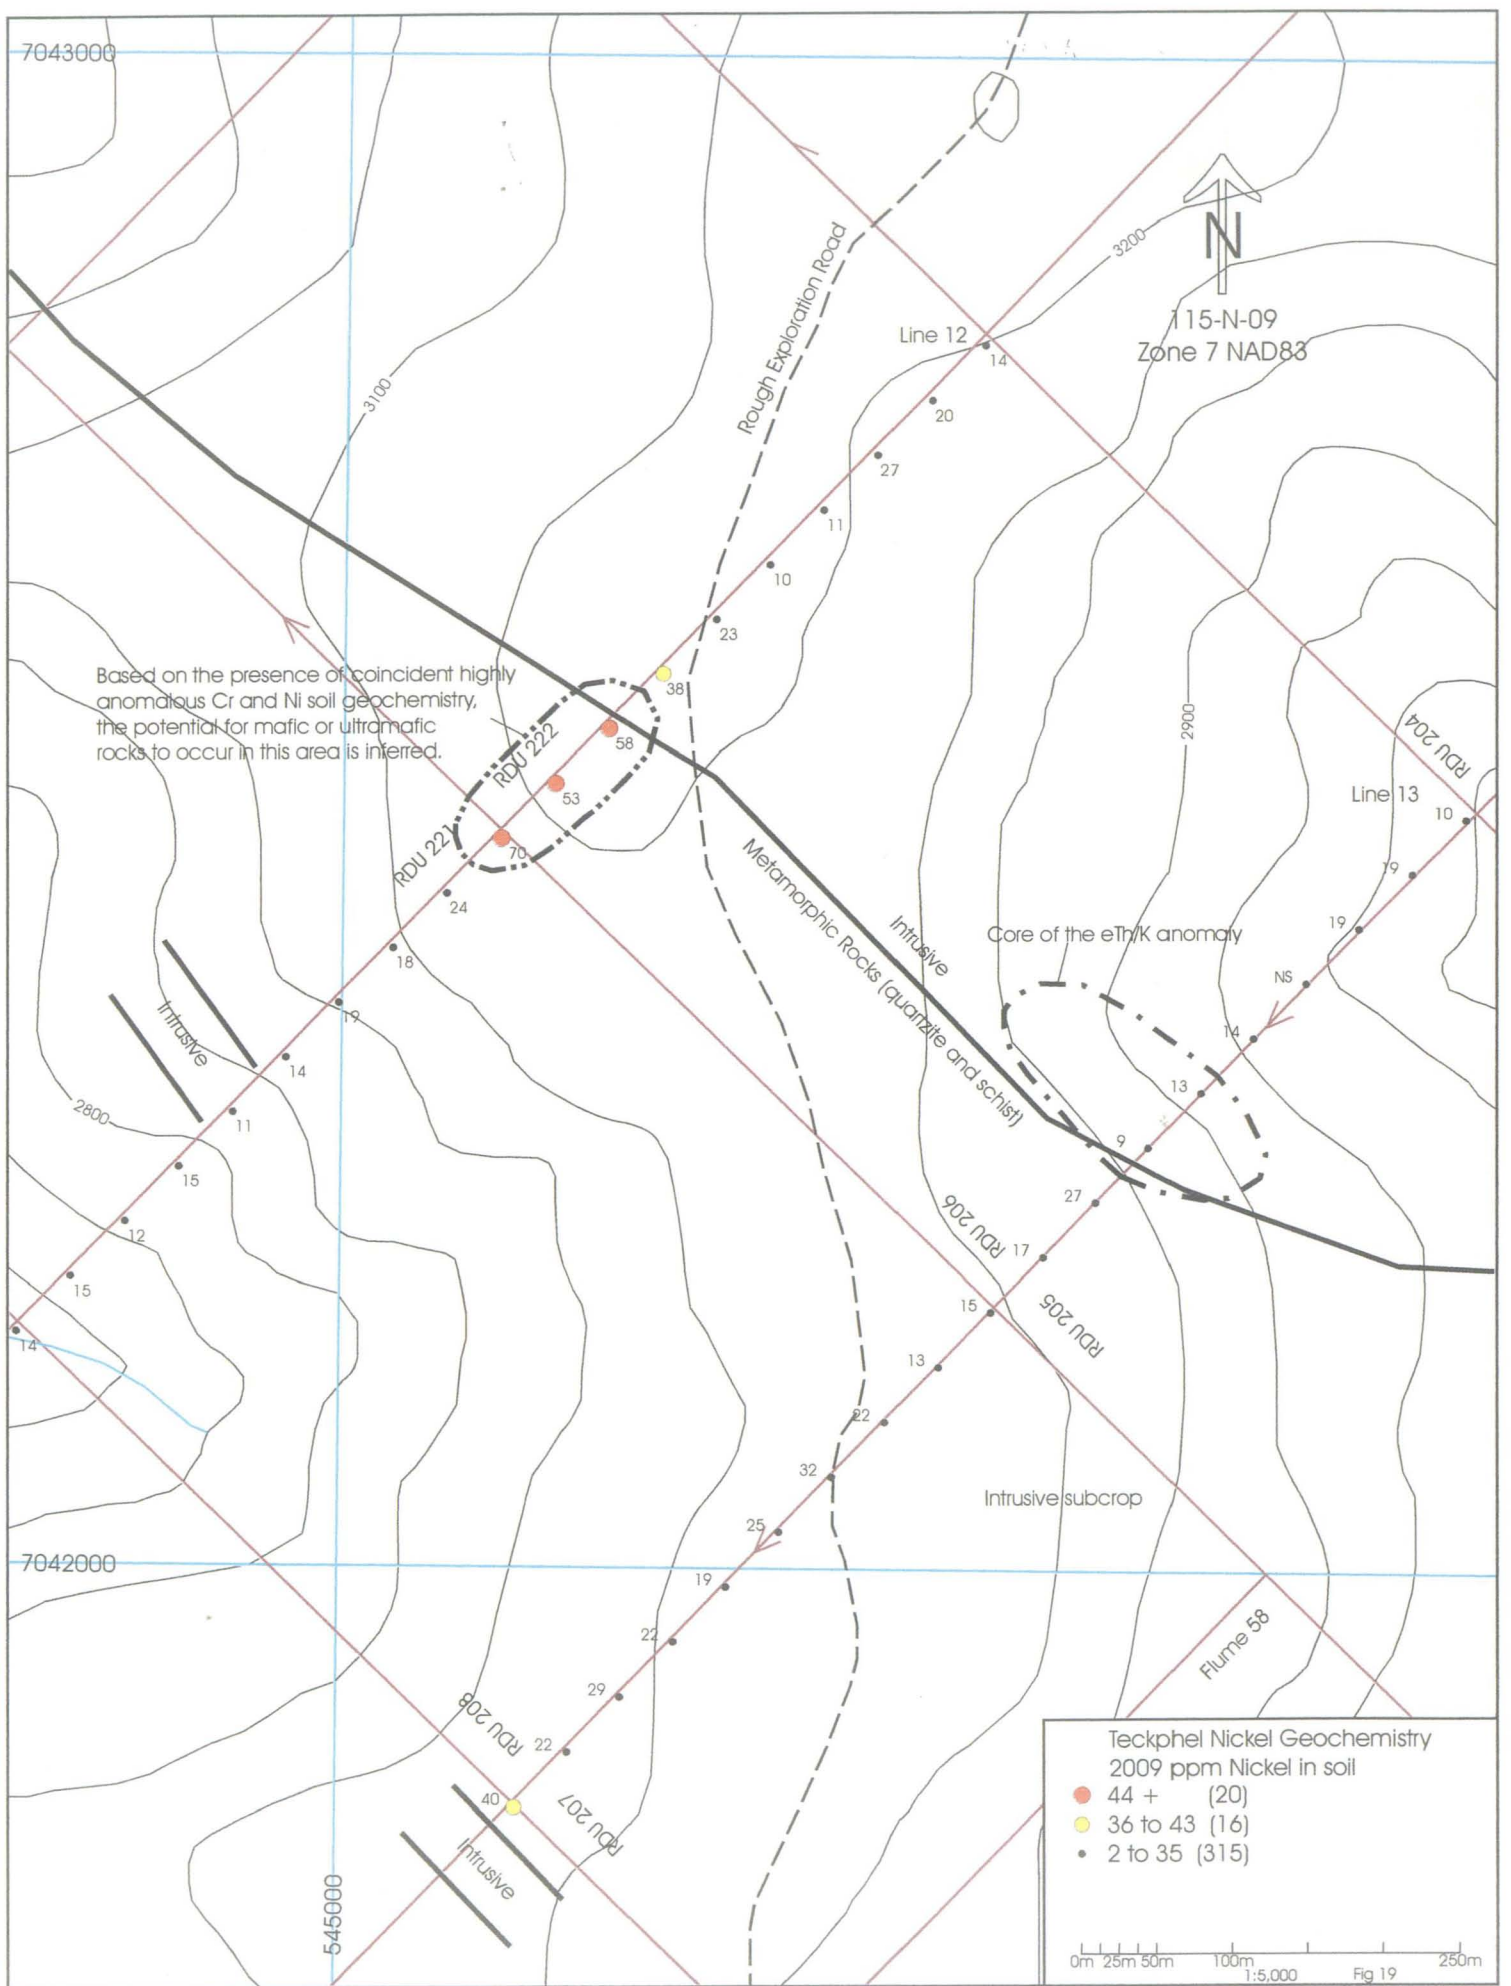 7043000
3200
N
115-N-09
Zone 7 NAD83
Rough Exploration Road
Line 12
14
20
27
11
10
23
38
58
53
70
24
18
19
14
11
15
12
15
14
3100
Based on the presence of coincident highly
anomalous Cr and Ni soil geochemistry,
the potential for mafic or ultramafic
rocks to occur in this area is inferred.
RDU 222
RDU 221
2900
RDU 204
Line 13
10
19
19
NS
14
13
9
27
17
15
13
22
32
25
19
22
29
22
40
Metamorphic Rocks (quartzite and schist)
Intrusive
Core of the eTh/K anomaly
Intrusive
2800
RDU 206
RDU 205
Intrusive subcrop
7042000
Flume 58
RDU 208
RDU 207
Intrusive
545000
Teckphel Nickel Geochemistry
2009 ppm Nickel in soil
44 + (20)
36 to 43 (16)
2 to 35 (315)
0m 25m 50m 100m 250m
1:5,000 Fig 19